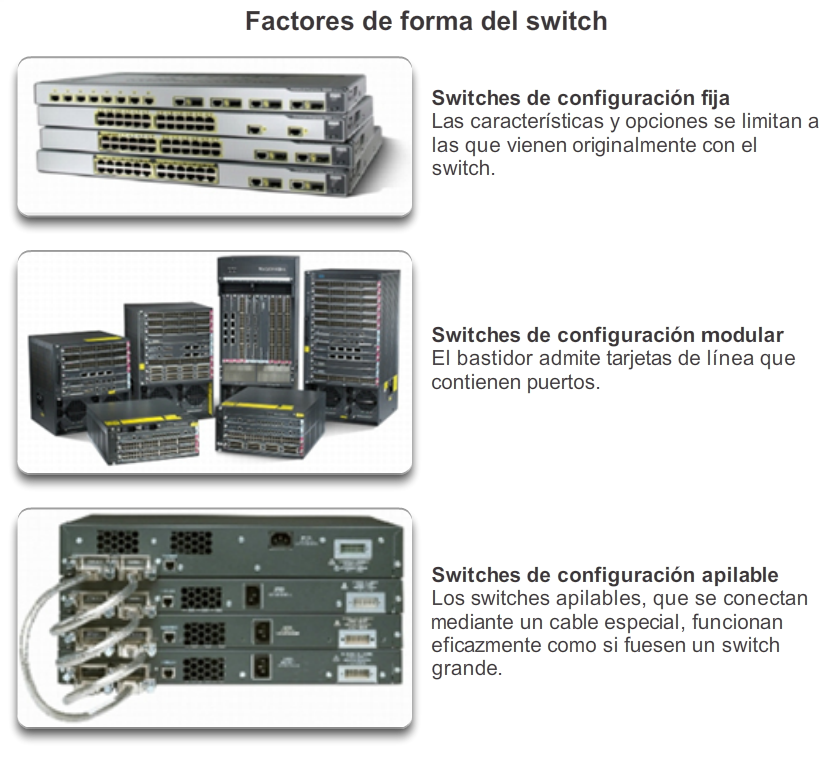 Factores de forma del switch
Switches de configuración fija
Las características y opciones se limitan a
las que vienen originalmente con el
switch.
Switches de configuración modular
El bastidor admite tarjetas de línea que
contienen puertos.
Switches de configuración apilable
Los switches apilables, que se conectan
mediante un cable especial, funcionan
eficazmente como si fuesen un switch
grande.